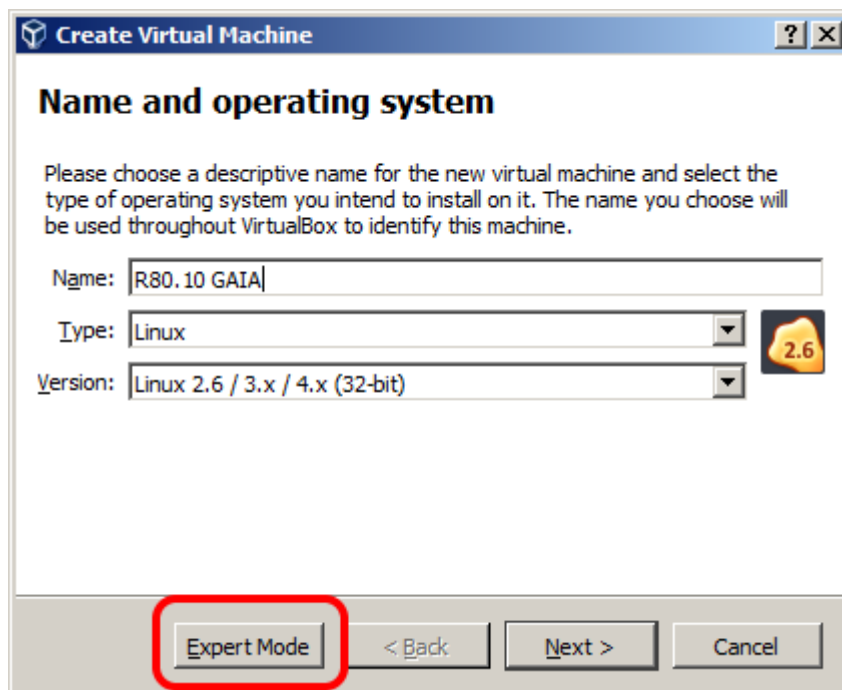 Create Virtual Machine
Name and operating system
Please choose a descriptive name for the new virtual machine and select the
type of operating system you intend to install on it. The name you choose will
be used throughout VirtualBox to identify this machine.
Name: R80.10 GAIA
Type: Linux
2.6
Version: Linux 2.6 / 3.x / 4.x (32-bit)
Expert Mode < Back Next > Cancel